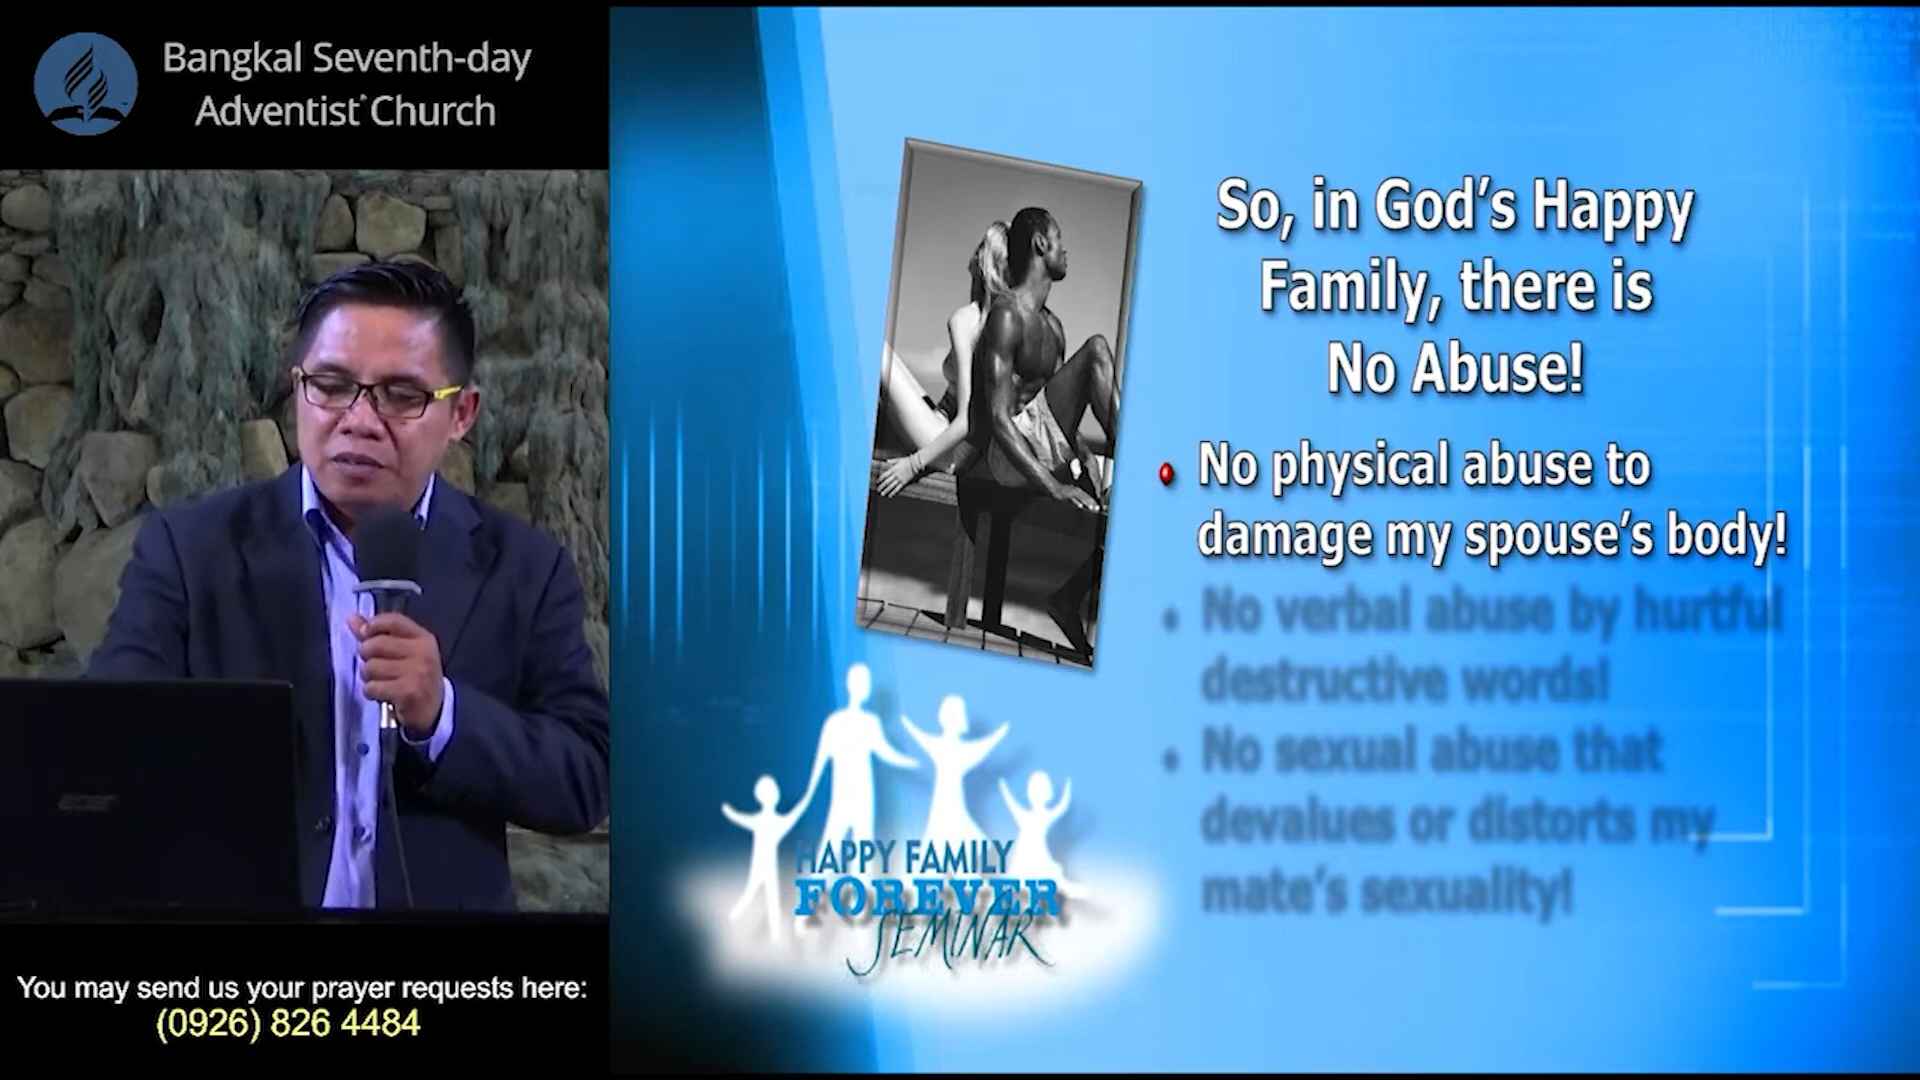 Bangkal Seventh-day
Adventist Church
So, in God's Happy
Family, there is
No Abuse!
No physical abuse to
damage my spouse's body!
No verbal abuse by hurtful
destructive words!
No sexual abuse that
devalues or distorts my
mate's sexuality!
HAPPY FAMILY
FOREVER
SEMINAR
acer
You may send us your prayer requests here:
(0926) 826 4484